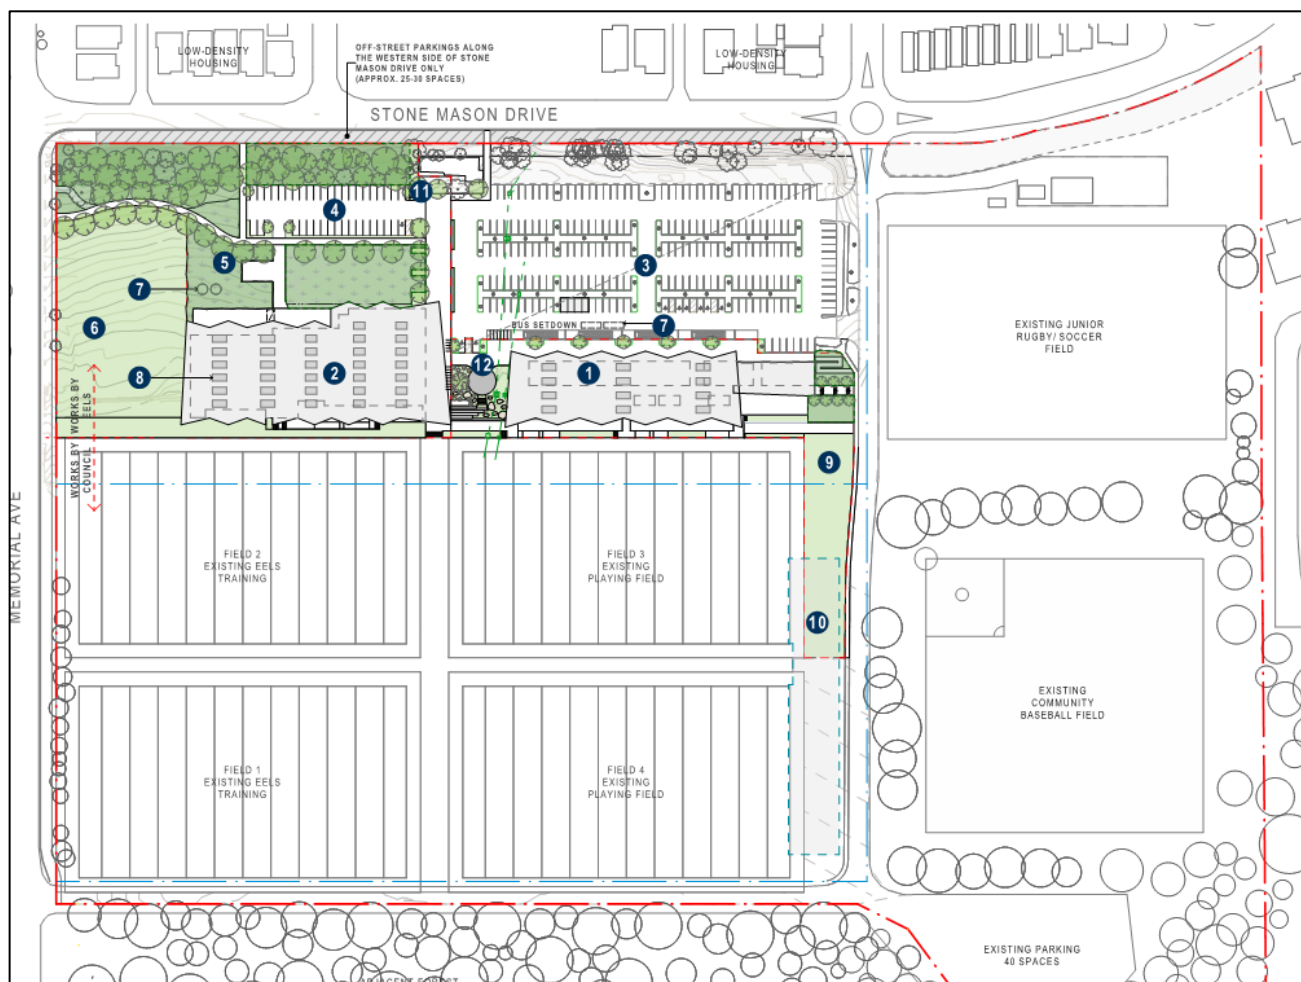 LOW-DENSITY
HOUSING
OFF-STREET PARKINGS ALONG
THE WESTERN SIDE OF STONE
MASON DRIVE ONLY
(APPROX. 25-30 SPACES)
LOW-DENSITY
HOUSING
STONE MASON DRIVE
11
4
5
3
7
6
BUS SETDOWN
7
EXISTING JUNIOR
RUGBY/ SOCCER
FIELD
8
2
12
1
WORKS BY
EELS
WORKS BY
COUNCIL
9
MEMORIAL AVE
FIELD 2
EXISTING EELS
TRAINING
FIELD 3
EXISTING
PLAYING FIELD
10
EXISTING
COMMUNITY
BASEBALL FIELD
FIELD 1
EXISTING EELS
TRAINING
FIELD 4
EXISTING
PLAYING FIELD
EXISTING PARKING
40 SPACES
ADJACENT FOREST